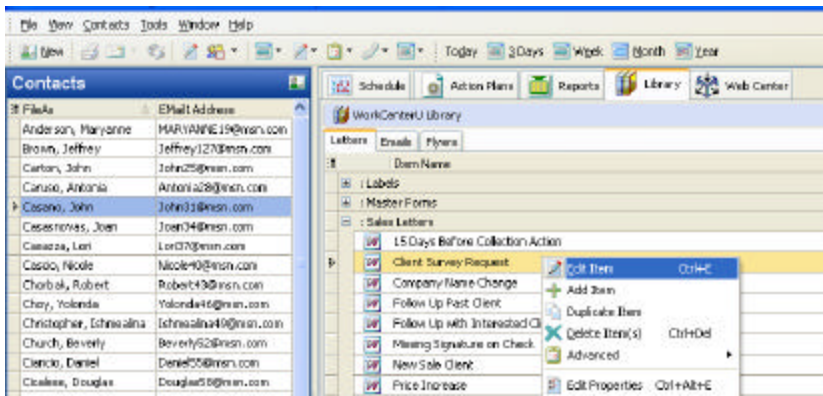 File View Contacts Tools Window Help
New Today 3Days Week Month Year
Contacts
Schedule Action Plans Reports Library Web Center
FileAs EMail Address
WorkCenterU Library
Letters Emails Flyers
Item Name
Anderson, Maryanne MARYANNE19@msn.com
Brown, Jeffrey Jeffrey127@msn.com
Carton, John John25@msn.com
Caruso, Antonia Antonia28@msn.com
Casano, John John31@msn.com
Casasnovas, Joan Joan34@msn.com
Casazza, Lori Lori37@msn.com
Cascio, Nicole Nicole40@msn.com
Chorbak, Robert Robert43@msn.com
Choy, Yolonda Yolonda46@msn.com
Christopher, Ishmealina Ishmealina49@msn.com
Church, Beverly Beverly52@msn.com
Ciancio, Daniel Daniel55@msn.com
Cicalese, Douglas Douglas58@msn.com
: Labels
: Master Forms
: Sales Letters
15 Days Before Collection Action
Client Survey Request
Company Name Change
Follow Up Past Client
Follow Up with Interested Cl
Missing Signature on Check
New Sale Client
Price Increase
Edit Item Ctrl+E
Add Item
Duplicate Item
Delete Item(s) Ctrl+Del
Advanced
Edit Properties Ctrl+Alt+E